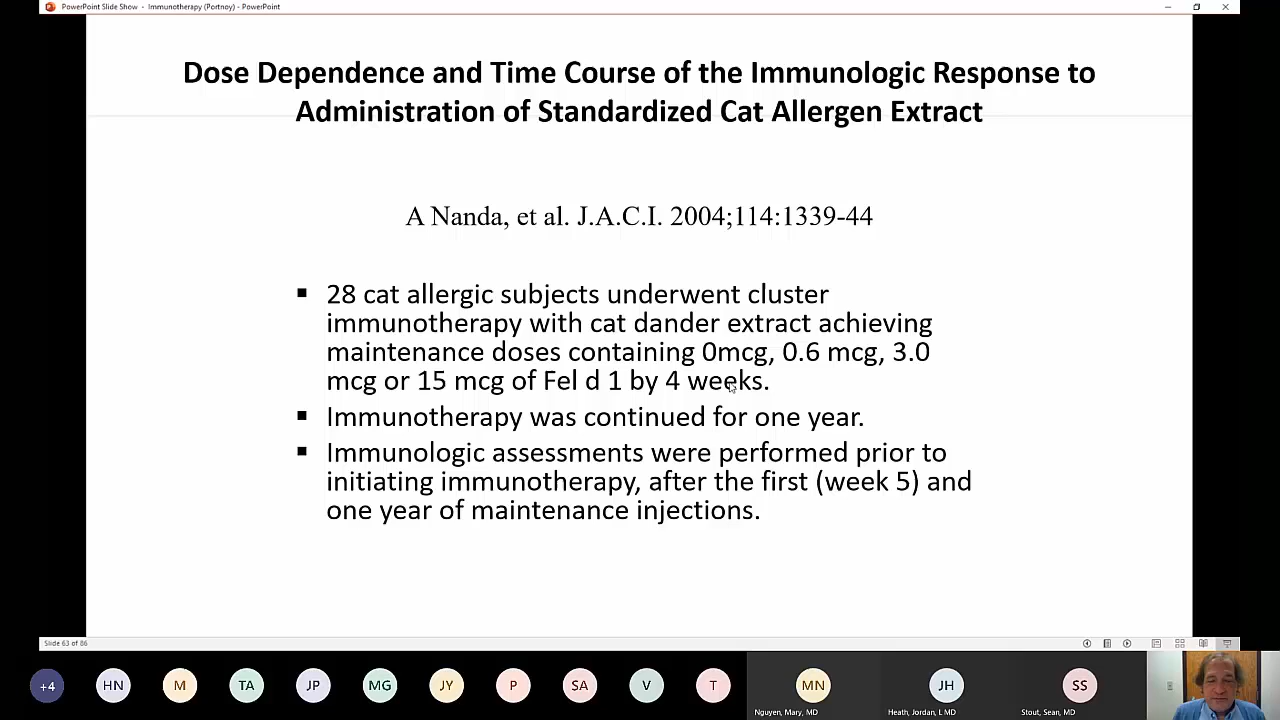 PowerPoint Slide Show - Immunotherapy (Portnoy) - PowerPoint
Dose Dependence and Time Course of the Immunologic Response to
Administration of Standardized Cat Allergen Extract
A Nanda, et al. J.A.C.I. 2004;114:1339-44
28 cat allergic subjects underwent cluster
immunotherapy with cat dander extract achieving
maintenance doses containing 0mcg, 0.6 mcg, 3.0
mcg or 15 mcg of Fel d 1 by 4 weeks.
Immunotherapy was continued for one year.
Immunologic assessments were performed prior to
initiating immunotherapy, after the first (week 5) and
one year of maintenance injections.
Slide 63 of 86
+4 HN M TA JP MG JY P SA V T MN JH SS
Nguyen, Mary, MD Heath, Jordan, L MD Stout, Sean, MD